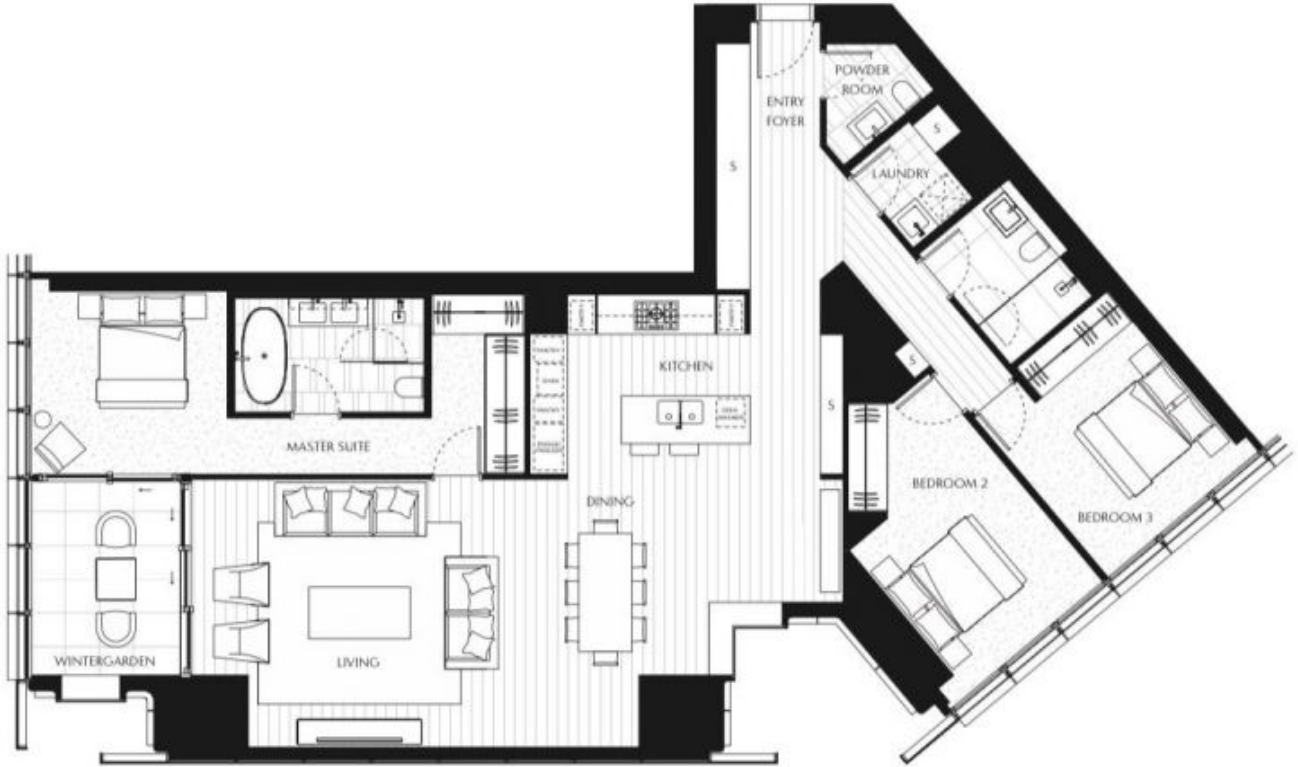 POWDER
ROOM
ENTRY
FOYER
S
S
LAUNDRY
KITCHEN
S
S
MASTER SUITE
BEDROOM 2
DINING
BEDROOM 3
WINTERGARDEN
LIVING